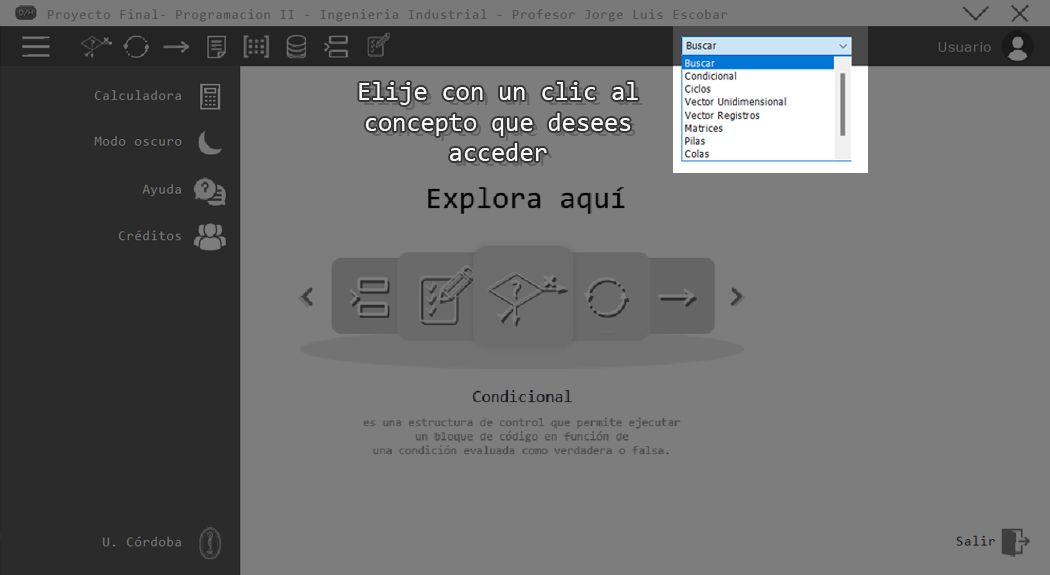 D/H Proyecto Final- Programacion II - Ingenieria Industrial - Profesor Jorge Luis Escobar
Buscar
Usuario
Buscar
Condicional
Ciclos
Vector Unidimensional
Vector Registros
Matrices
Pilas
Colas
Calculadora
Modo oscuro
Ayuda
Créditos
Elije con un clic al
concepto que desees
acceder
Explora aquí
Condicional
es una estructura de control que permite ejecutar
un bloque de código en función de
una condición evaluada como verdadera o falsa.
U. Córdoba
Salir